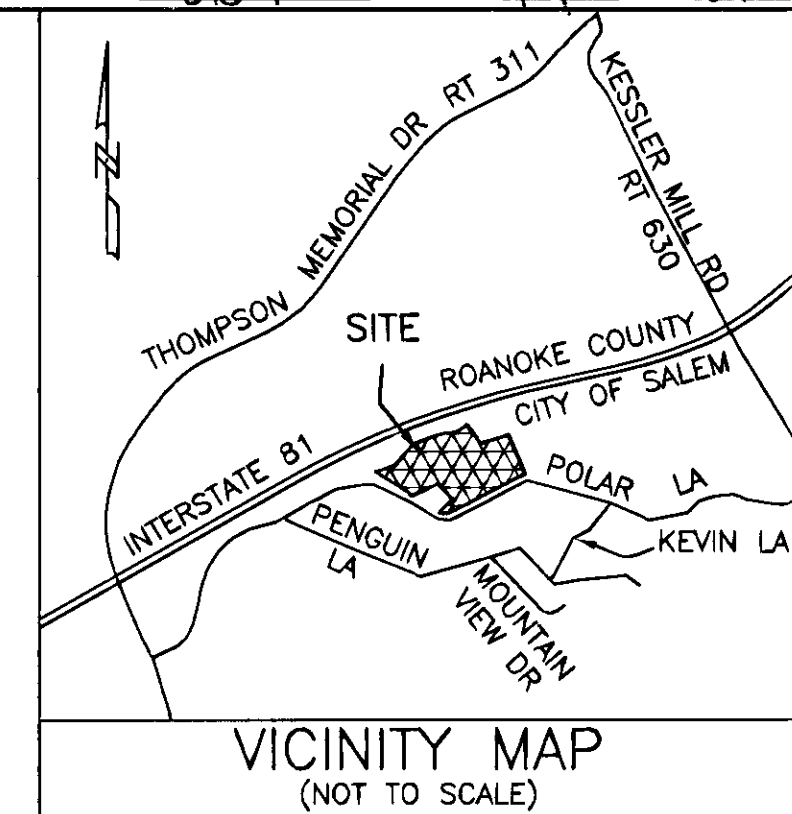 THOMPSON MEMORIAL DR RT 311
KESSLER MILL RD
RT 630
N
SITE
ROANOKE COUNTY
CITY OF SALEM
INTERSTATE 81
POLAR LA
PENGUIN
LA
KEVIN LA
MOUNTAIN
VIEW DR
VICINITY MAP
(NOT TO SCALE)